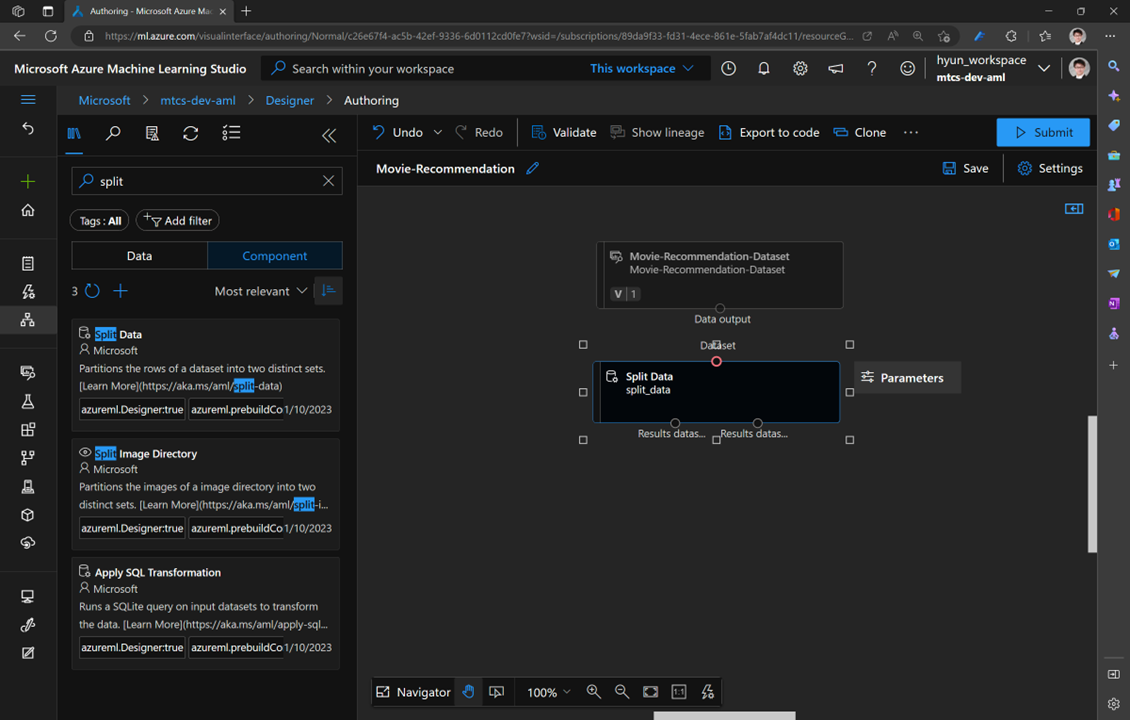 Authoring - Microsoft Azure Mac
https://ml.azure.com/visualinterface/authoring/Normal/c26e67f4-ac5b-42ef-9336-6d0112cd0fe7?wsid=/subscriptions/89da9f33-fd31-4ece-861e-5fab7af4dc11/resourceG...
Microsoft Azure Machine Learning Studio
Search within your workspace
This workspace
hyun_workspace
mtcs-dev-aml
Microsoft > mtcs-dev-aml > Designer > Authoring
Undo
Redo
Validate
Show lineage
Export to code
Clone
Submit
split
Tags : All
Add filter
Data
Component
3
Most relevant
Split Data
Microsoft
Partitions the rows of a dataset into two distinct sets.
[Learn More](https://aka.ms/aml/split-data)
azureml.Designer:true azureml.prebuildCo 1/10/2023
Split Image Directory
Microsoft
Partitions the images of a image directory into two
distinct sets. [Learn More](https://aka.ms/aml/split-i...
azureml.Designer:true azureml.prebuildCo 1/10/2023
Apply SQL Transformation
Microsoft
Runs a SQLite query on input datasets to transform
the data. [Learn More](https://aka.ms/aml/apply-sql...
azureml.Designer:true azureml.prebuildCo 1/10/2023
Movie-Recommendation
Save
Settings
Movie-Recommendation-Dataset
Movie-Recommendation-Dataset
V 1
Data output
Dataset
Split Data
split_data
Parameters
Results datas... Results datas...
Navigator
100%
1:1